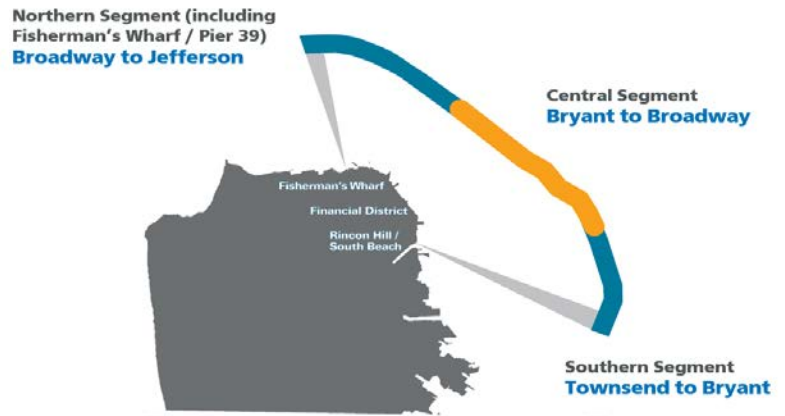 Northern Segment (including
Fisherman's Wharf / Pier 39)
Broadway to Jefferson
Central Segment
Bryant to Broadway
Fisherman's Wharf
Financial District
Rincon Hill /
South Beach
Southern Segment
Townsend to Bryant